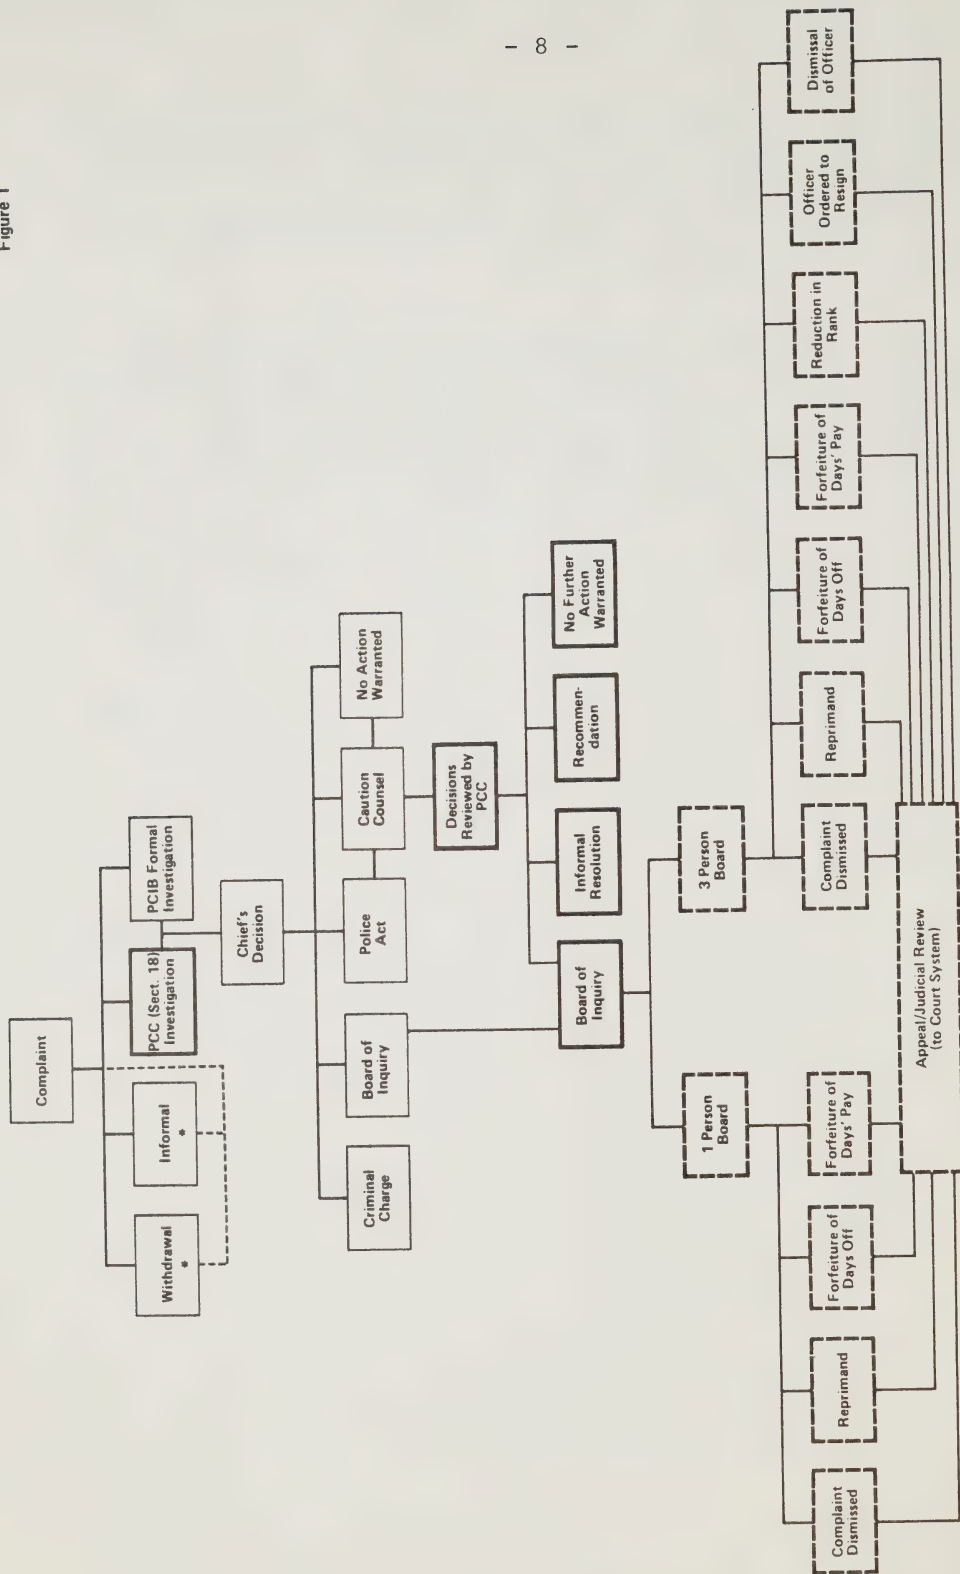 - 8 -
Figure 1
Complaint
Withdrawal
*
Informal
*
PCC (Sect. 18)
Investigation
PCIB Formal
Investigation
Chief's
Decision
Criminal
Charge
Board of
Inquiry
Police
Act
Caution
Counsel
No Action
Warranted
Decisions
Reviewed by
PCC
Board of
Inquiry
Informal
Resolution
Recommen-
dation
No Further
Action
Warranted
1 Person
Board
3 Person
Board
Complaint
Dismissed
Reprimand
Forfeiture of
Days Off
Forfeiture of
Days' Pay
Complaint
Dismissed
Reprimand
Forfeiture of
Days Off
Forfeiture of
Days' Pay
Reduction in
Rank
Officer
Ordered to
Resign
Dismissal
of Officer
Appeal/Judicial Review
(to Court System)